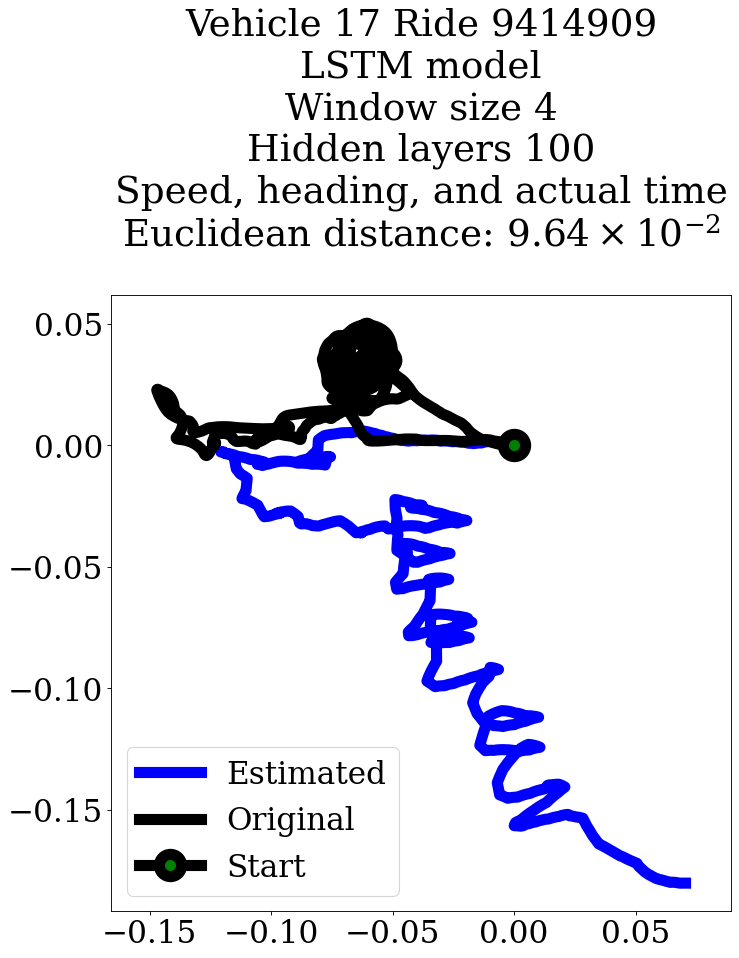 Vehicle 17 Ride 9414909
LSTM model
Window size 4
Hidden layers 100
Speed, heading, and actual time
Euclidean distance: 9.64 × 10⁻²
0.05
0.00
−0.05
−0.10
−0.15
Estimated
Original
Start
−0.15 −0.10 −0.05 0.00 0.05